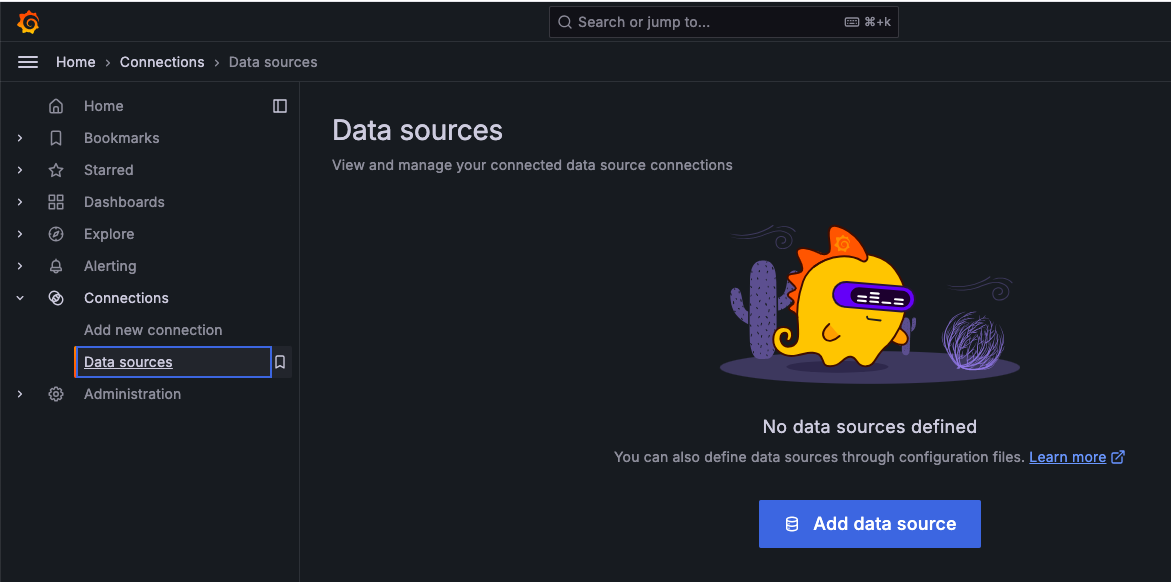 Search or jump to... ⌘+k
Home › Connections › Data sources
Home
Bookmarks
Starred
Dashboards
Explore
Alerting
Connections
Add new connection
Data sources
Administration
Data sources
View and manage your connected data source connections
No data sources defined
You can also define data sources through configuration files. Learn more
Add data source